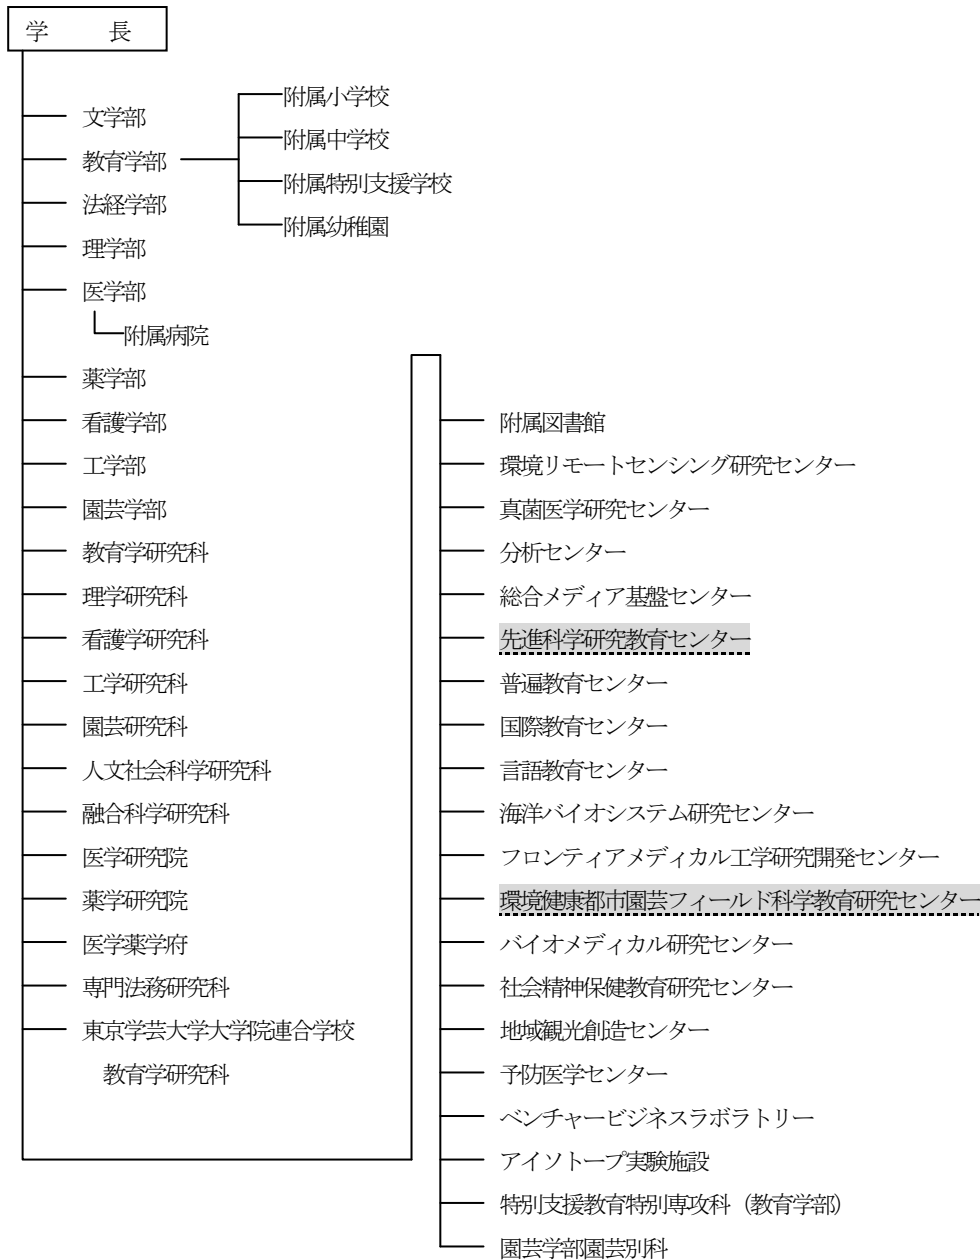 学　　長
文学部
教育学部
附属小学校
附属中学校
附属特別支援学校
附属幼稚園
法経学部
理学部
医学部
附属病院
薬学部
看護学部
工学部
園芸学部
教育学研究科
理学研究科
看護学研究科
工学研究科
園芸研究科
人文社会科学研究科
融合科学研究科
医学研究院
薬学研究院
医学薬学府
専門法務研究科
東京学芸大学大学院連合学校
教育学研究科
附属図書館
環境リモートセンシング研究センター
真菌医学研究センター
分析センター
総合メディア基盤センター
先進科学研究教育センター
普遍教育センター
国際教育センター
言語教育センター
海洋バイオシステム研究センター
フロンティアメディカル工学研究開発センター
環境健康都市園芸フィールド科学教育研究センター
バイオメディカル研究センター
社会精神保健教育研究センター
地域観光創造センター
予防医学センター
ベンチャービジネスラボラトリー
アイソトープ実験施設
特別支援教育特別専攻科（教育学部）
園芸学部園芸別科